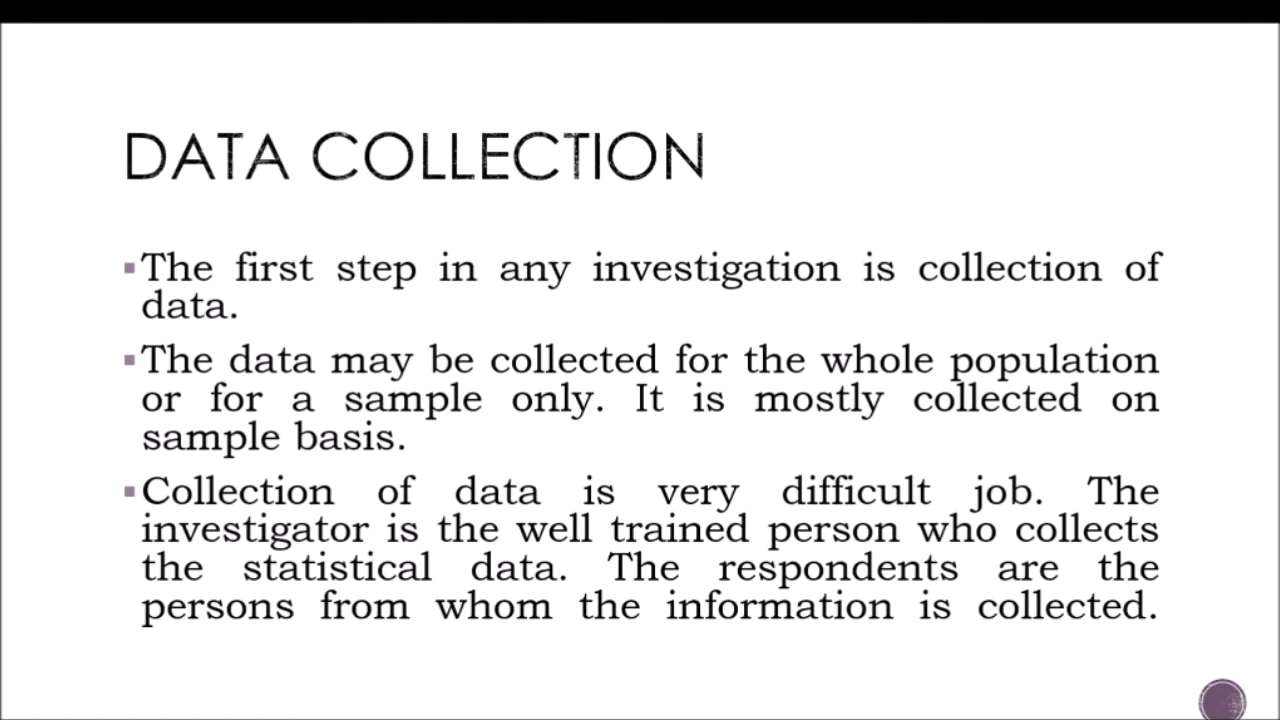 DATA COLLECTION
▪The first step in any investigation is collection of
data.
▪The data may be collected for the whole population
or for a sample only. It is mostly collected on
sample basis.
▪Collection of data is very difficult job. The
investigator is the well trained person who collects
the statistical data. The respondents are the
persons from whom the information is collected.